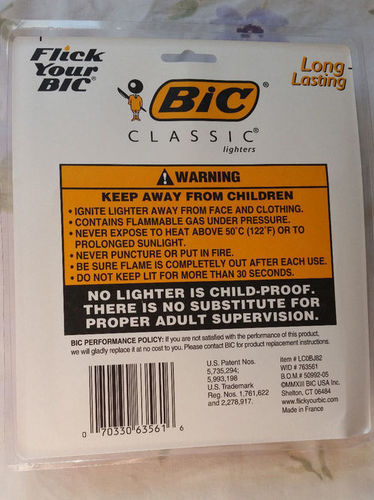 Flick
Your
BIC®
Long
Lasting
BiC®
CLASSIC®
lighters
WARNING
KEEP AWAY FROM CHILDREN
• IGNITE LIGHTER AWAY FROM FACE AND CLOTHING.
• CONTAINS FLAMMABLE GAS UNDER PRESSURE.
• NEVER EXPOSE TO HEAT ABOVE 50°C (122°F) OR TO
PROLONGED SUNLIGHT.
• NEVER PUNCTURE OR PUT IN FIRE.
• BE SURE FLAME IS COMPLETELY OUT AFTER EACH USE.
• DO NOT KEEP LIT FOR MORE THAN 30 SECONDS.
NO LIGHTER IS CHILD-PROOF.
THERE IS NO SUBSTITUTE FOR
PROPER ADULT SUPERVISION.
BIC PERFORMANCE POLICY: If you are not satisfied with the performance of this product,
we will gladly replace it at no cost to you. Please contact BIC for product replacement instructions.
U.S. Patent Nos.
5,735,294;
5,993,198
U.S. Trademark
Reg. Nos. 1,761,622
and 2,278,917.
Item # LC0BJ82
WID # 763561
B.O.M # 50992-05
©MMXIII BIC USA Inc.
Shelton, CT 06484
www.flickyourbic.com
Made in France
0 70330 63561 6